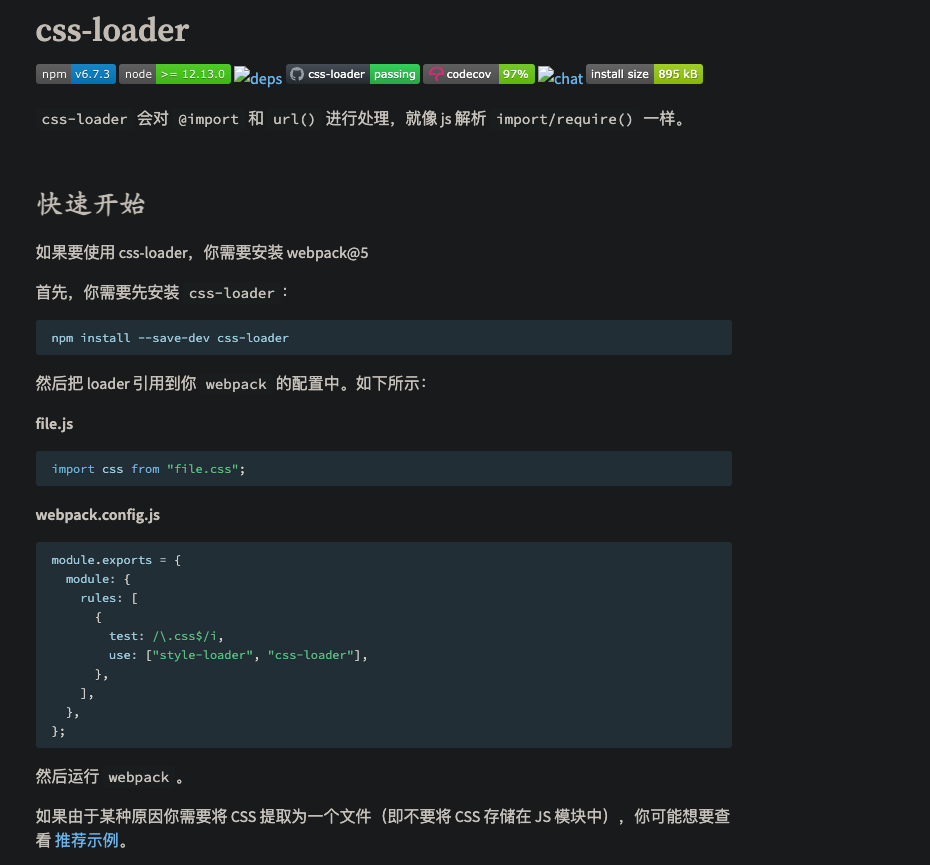 css-loader
npm v6.7.3 node >= 12.13.0 deps css-loader passing codecov 97% chat install size 895 kB
css-loader 会对 @import 和 url() 进行处理，就像 js 解析 import/require() 一样。
快速开始
如果要使用 css-loader，你需要安装 webpack@5
首先，你需要先安装 css-loader：
npm install --save-dev css-loader
然后把 loader 引用到你 webpack 的配置中。如下所示：
file.js
import css from "file.css";
webpack.config.js
module.exports = {
  module: {
    rules: [
      {
        test: /\.css$/i,
        use: ["style-loader", "css-loader"],
      },
    ],
  },
};
然后运行 webpack。
如果由于某种原因你需要将 CSS 提取为一个文件（即不要将 CSS 存储在 JS 模块中），你可能想要查
看 推荐示例。